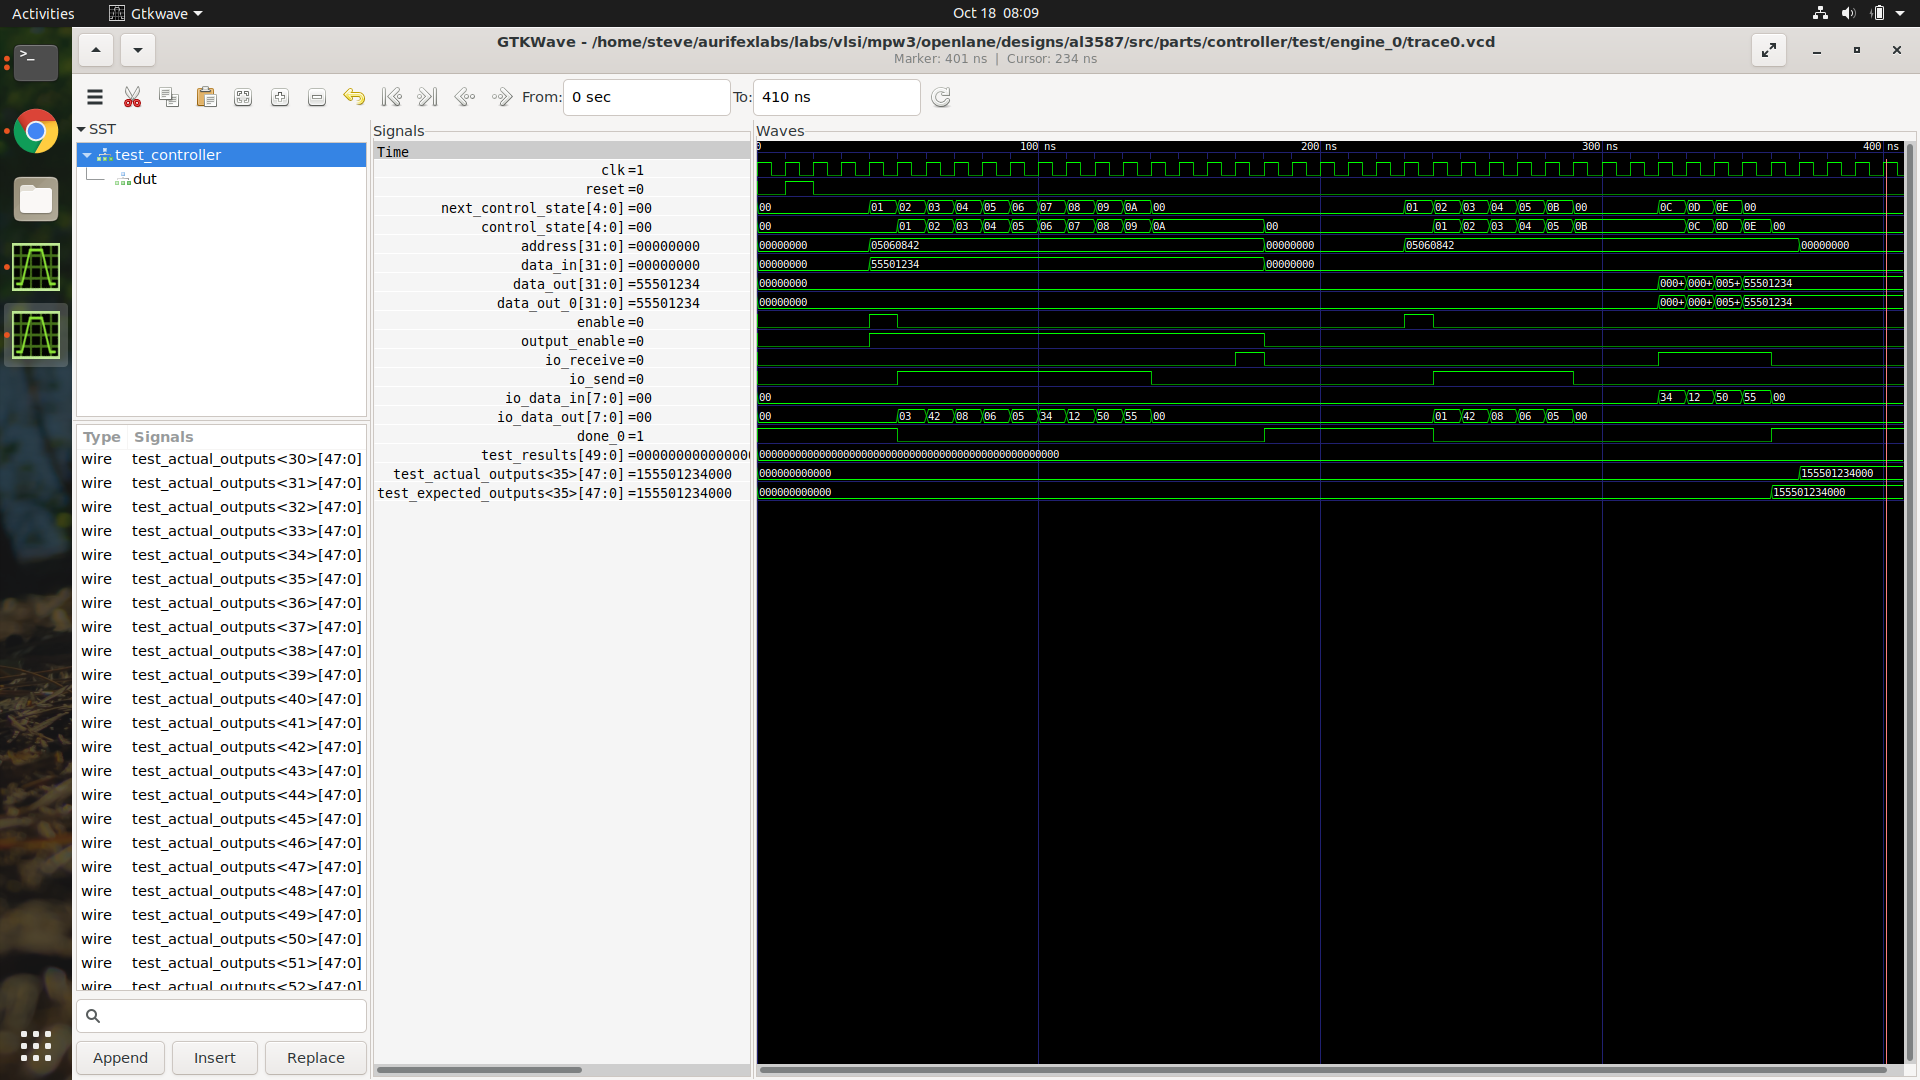 Activities Gtkwave Oct 18 08:09
GTKWave - /home/steve/aurifexlabs/labs/vlsi/mpw3/openlane/designs/al3587/src/parts/controller/test/engine_0/trace0.vcd
Marker: 401 ns | Cursor: 234 ns
From: 0 sec To: 410 ns
SST
test_controller
dut
Type Signals
wire test_actual_outputs<30>[47:0]
wire test_actual_outputs<31>[47:0]
wire test_actual_outputs<32>[47:0]
wire test_actual_outputs<33>[47:0]
wire test_actual_outputs<34>[47:0]
wire test_actual_outputs<35>[47:0]
wire test_actual_outputs<36>[47:0]
wire test_actual_outputs<37>[47:0]
wire test_actual_outputs<38>[47:0]
wire test_actual_outputs<39>[47:0]
wire test_actual_outputs<40>[47:0]
wire test_actual_outputs<41>[47:0]
wire test_actual_outputs<42>[47:0]
wire test_actual_outputs<43>[47:0]
wire test_actual_outputs<44>[47:0]
wire test_actual_outputs<45>[47:0]
wire test_actual_outputs<46>[47:0]
wire test_actual_outputs<47>[47:0]
wire test_actual_outputs<48>[47:0]
wire test_actual_outputs<49>[47:0]
wire test_actual_outputs<50>[47:0]
wire test_actual_outputs<51>[47:0]
wire test_actual_outputs<52>[47:0]
Append Insert Replace
Signals
Time
clk =1
reset =0
next_control_state[4:0] =00
control_state[4:0] =00
address[31:0] =00000000
data_in[31:0] =00000000
data_out[31:0] =55501234
data_out_0[31:0] =55501234
enable =0
output_enable =0
io_receive =0
io_send =0
io_data_in[7:0] =00
io_data_out[7:0] =00
done_0 =1
test_results[49:0] =000000000000000
test_actual_outputs<35>[47:0] =155501234000
test_expected_outputs<35>[47:0] =155501234000
Waves
0 100 ns 200 ns 300 ns 400 ns
00 01 02 03 04 05 06 07 08 09 0A 00 01 02 03 04 05 0B 00 0C 0D 0E 00
00 01 02 03 04 05 06 07 08 09 0A 00 01 02 03 04 05 0B 0C 0D 0E 00
00000000 05060842 00000000 05060842 00000000
00000000 55501234 00000000
00000000 000+ 000+ 005+ 55501234
00000000 000+ 000+ 005+ 55501234
00 34 12 50 55 00
00 03 42 08 06 05 34 12 50 55 00 01 42 08 06 05 00
00000000000000000000000000000000000000000000000000
000000000000 155501234000
000000000000 155501234000